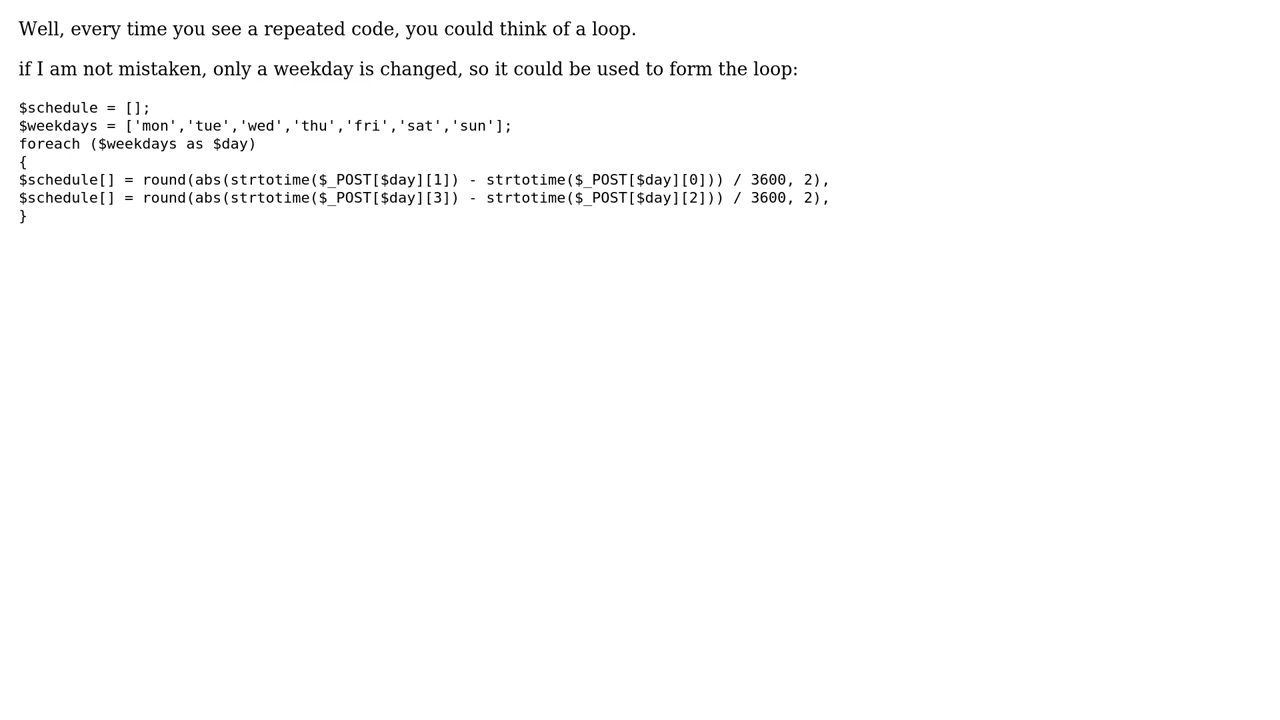 Well, every time you see a repeated code, you could think of a loop.
if I am not mistaken, only a weekday is changed, so it could be used to form the loop:
$schedule = [];
$weekdays = ['mon','tue','wed','thu','fri','sat','sun'];
foreach ($weekdays as $day)
{
$schedule[] = round(abs(strtotime($_POST[$day][1]) - strtotime($_POST[$day][0])) / 3600, 2),
$schedule[] = round(abs(strtotime($_POST[$day][3]) - strtotime($_POST[$day][2])) / 3600, 2),
}